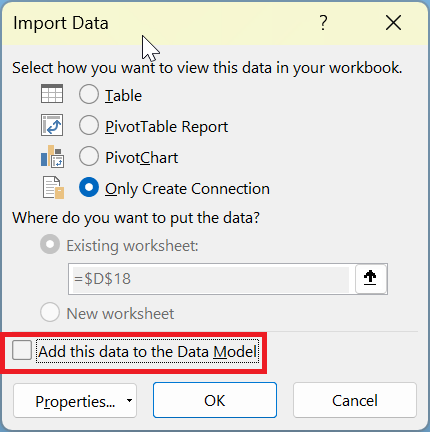 Import Data
?
Select how you want to view this data in your workbook.
Table
PivotTable Report
PivotChart
Only Create Connection
Where do you want to put the data?
Existing worksheet:
=$D$18
New worksheet
Add this data to the Data Model
Properties...
OK
Cancel